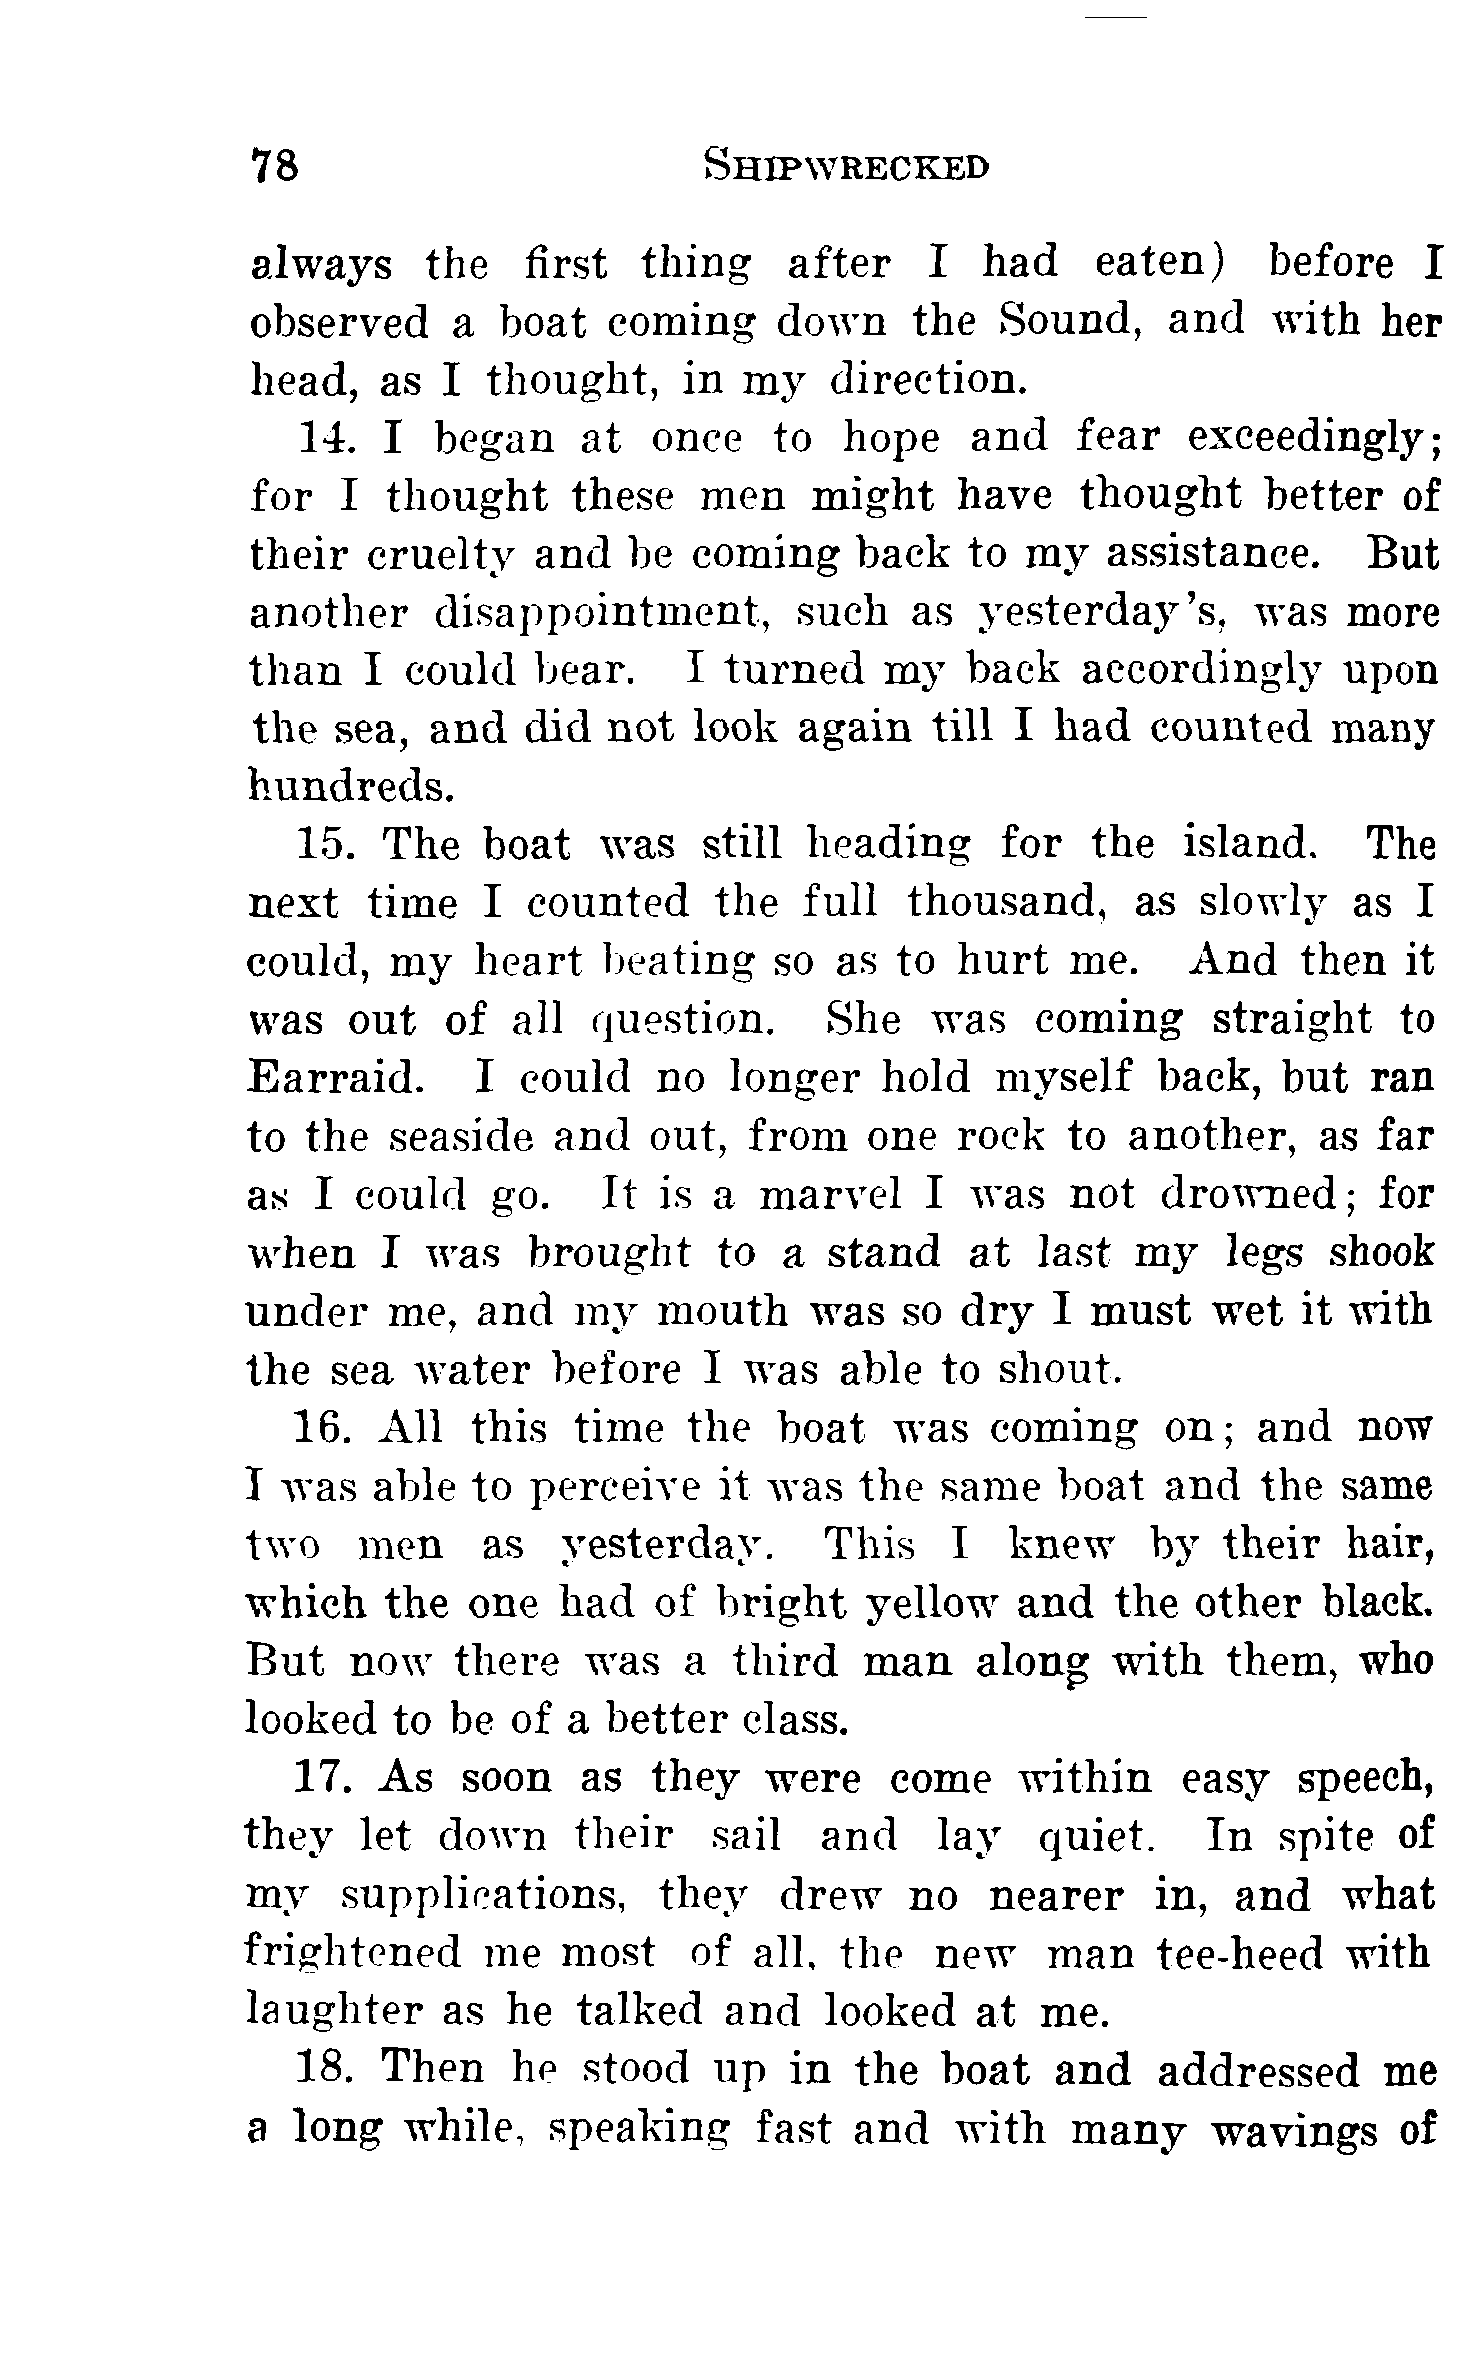 78 SHIPWRECKED
always the first thing after I had eaten) before I
observed a boat coming down the Sound, and with her
head, as I thought, in my direction.
14. I began at once to hope and fear exceedingly;
for I thought these men might have thought better of
their cruelty and be coming back to my assistance. But
another disappointment, such as yesterday's, was more
than I could bear. I turned my back accordingly upon
the sea, and did not look again till I had counted many
hundreds.
15. The boat was still heading for the island. The
next time I counted the full thousand, as slowly as I
could, my heart beating so as to hurt me. And then it
was out of all question. She was coming straight to
Earraid. I could no longer hold myself back, but ran
to the seaside and out, from one rock to another, as far
as I could go. It is a marvel I was not drowned; for
when I was brought to a stand at last my legs shook
under me, and my mouth was so dry I must wet it with
the sea water before I was able to shout.
16. All this time the boat was coming on; and now
I was able to perceive it was the same boat and the same
two men as yesterday. This I knew by their hair,
which the one had of bright yellow and the other black.
But now there was a third man along with them, who
looked to be of a better class.
17. As soon as they were come within easy speech,
they let down their sail and lay quiet. In spite of
my supplications, they drew no nearer in, and what
frightened me most of all, the new man tee-heed with
laughter as he talked and looked at me.
18. Then he stood up in the boat and addressed me
a long while, speaking fast and with many wavings of